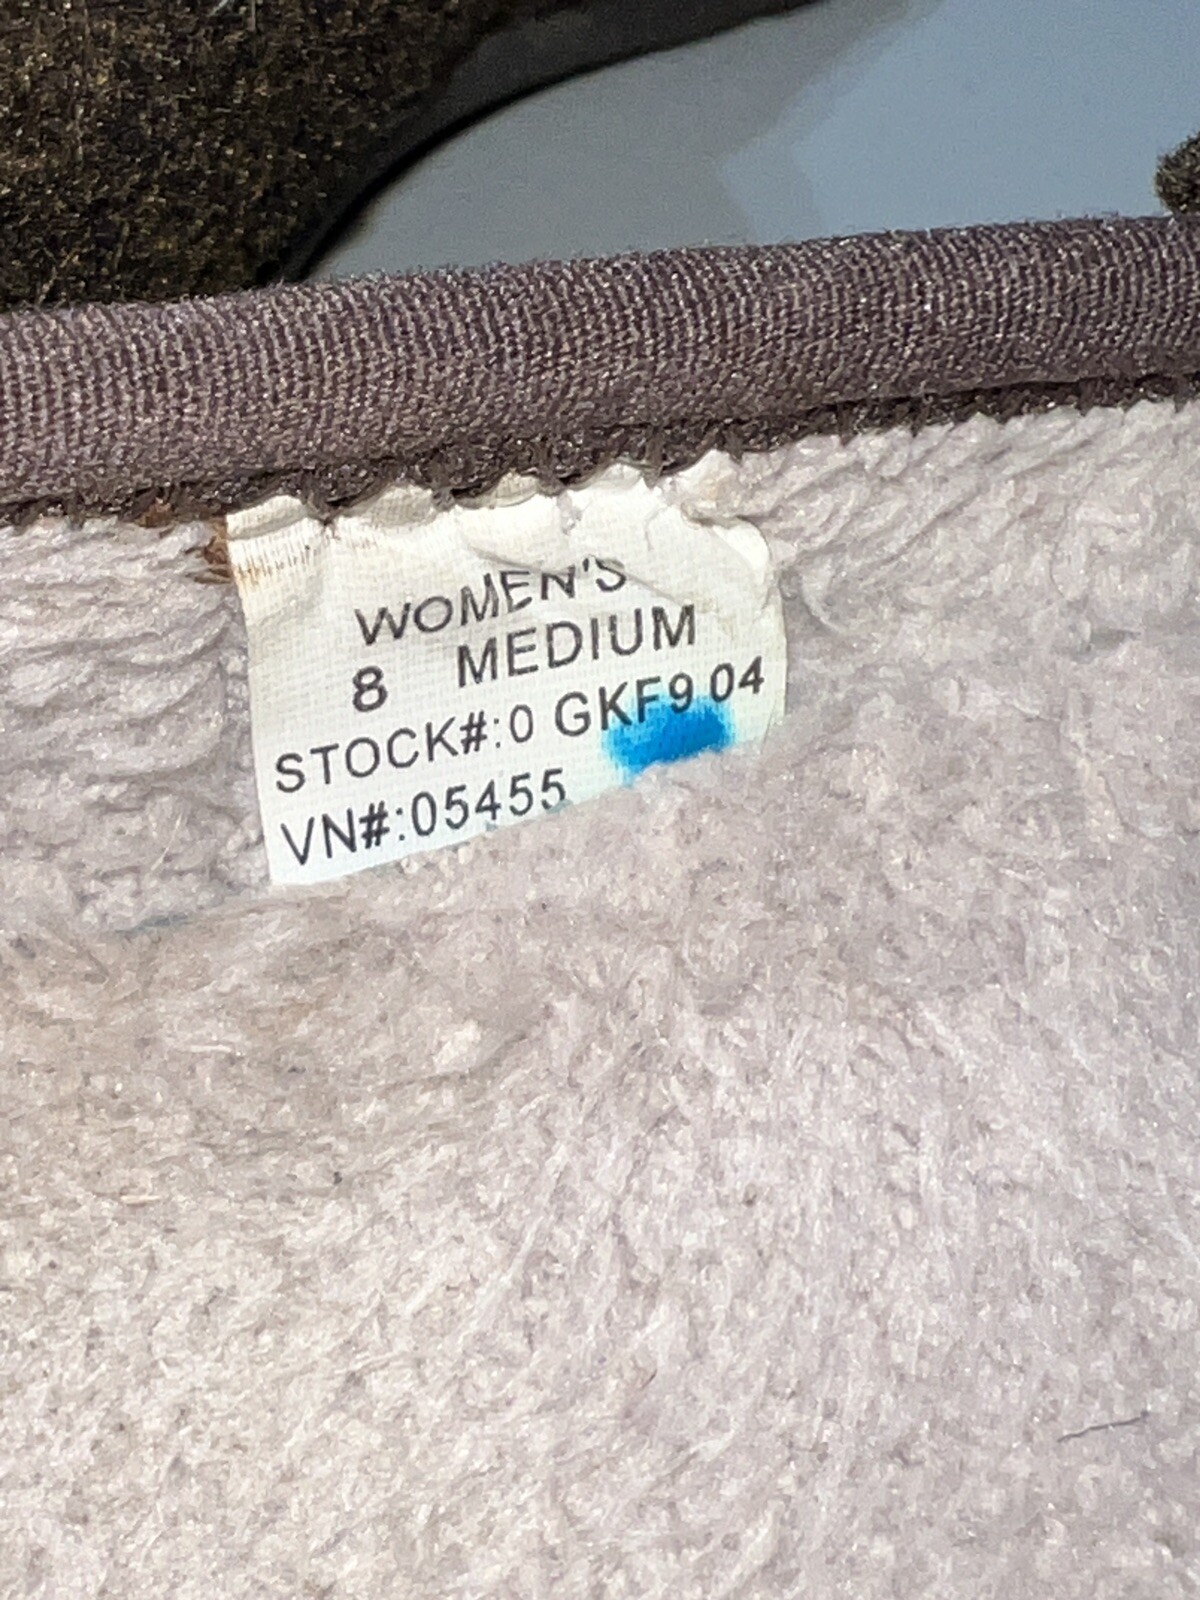 WOMEN'S
8 MEDIUM
STOCK#:0 GKF9 04
VN#:05455